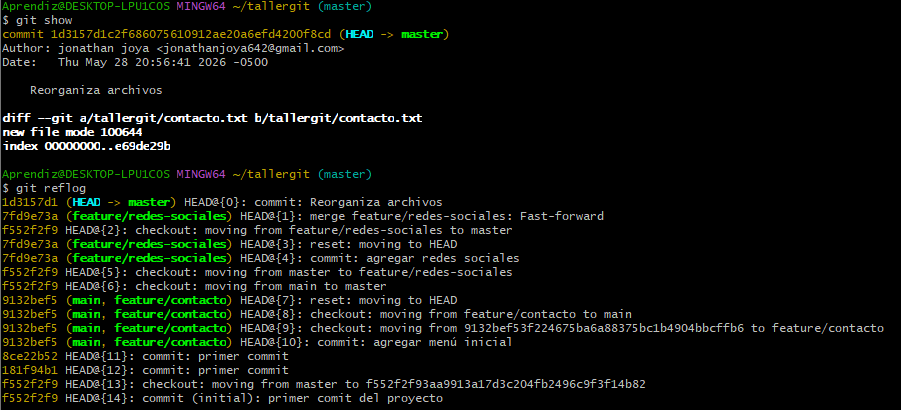 Aprendiz@DESKTOP-LPU1COS MINGW64 ~/tallergit (master)
$ git show
commit 1d3157d1c2f686075610912ae20a6efd4200f8cd (HEAD -> master)
Author: jonathan joya <jonathanjoya642@gmail.com>
Date:   Thu May 28 20:56:41 2026 -0500

    Reorganiza archivos

diff --git a/tallergit/contacto.txt b/tallergit/contacto.txt
new file mode 100644
index 00000000..e69de29b

Aprendiz@DESKTOP-LPU1COS MINGW64 ~/tallergit (master)
$ git reflog
1d3157d1 (HEAD -> master) HEAD@{0}: commit: Reorganiza archivos
7fd9e73a (feature/redes-sociales) HEAD@{1}: merge feature/redes-sociales: Fast-forward
f552f2f9 HEAD@{2}: checkout: moving from feature/redes-sociales to master
7fd9e73a (feature/redes-sociales) HEAD@{3}: reset: moving to HEAD
7fd9e73a (feature/redes-sociales) HEAD@{4}: commit: agregar redes sociales
f552f2f9 HEAD@{5}: checkout: moving from master to feature/redes-sociales
f552f2f9 HEAD@{6}: checkout: moving from main to master
9132bef5 (main, feature/contacto) HEAD@{7}: reset: moving to HEAD
9132bef5 (main, feature/contacto) HEAD@{8}: checkout: moving from feature/contacto to main
9132bef5 (main, feature/contacto) HEAD@{9}: checkout: moving from 9132bef53f224675ba6a88375bc1b4904bbcffb6 to feature/contacto
9132bef5 (main, feature/contacto) HEAD@{10}: commit: agregar menú inicial
8ce22b52 HEAD@{11}: commit: primer commit
181f94b1 HEAD@{12}: commit: primer commit
f552f2f9 HEAD@{13}: checkout: moving from master to f552f2f93aa9913a17d3c204fb2496c9f3f14b82
f552f2f9 HEAD@{14}: commit (initial): primer comit del proyecto